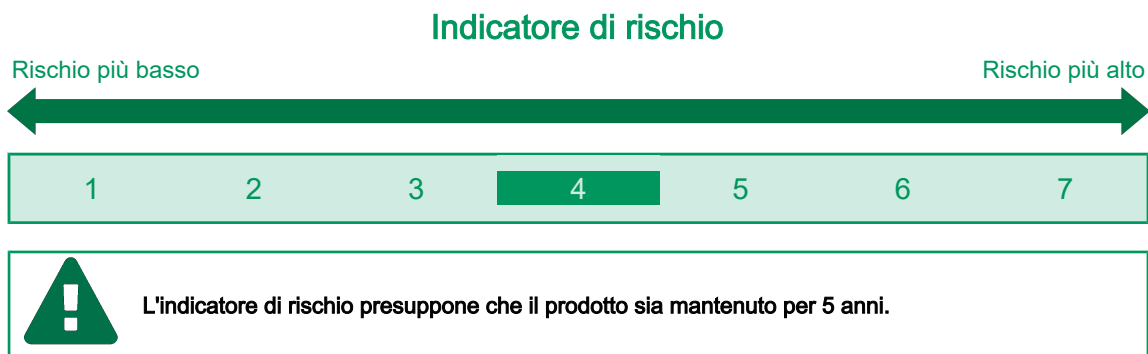 Indicatore di rischio
Rischio più basso Rischio più alto
1 2 3 4 5 6 7
L'indicatore di rischio presuppone che il prodotto sia mantenuto per 5 anni.